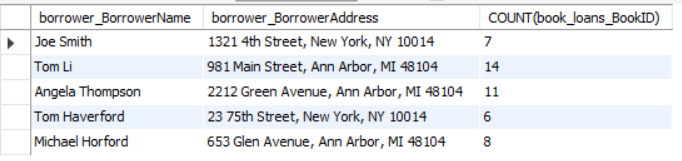 borrower_BorrowerName borrower_BorrowerAddress COUNT(book_loans_BookID)
Joe Smith 1321 4th Street, New York, NY 10014 7
Tom Li 981 Main Street, Ann Arbor, MI 48104 14
Angela Thompson 2212 Green Avenue, Ann Arbor, MI 48104 11
Tom Haverford 23 75th Street, New York, NY 10014 6
Michael Horford 653 Glen Avenue, Ann Arbor, MI 48104 8